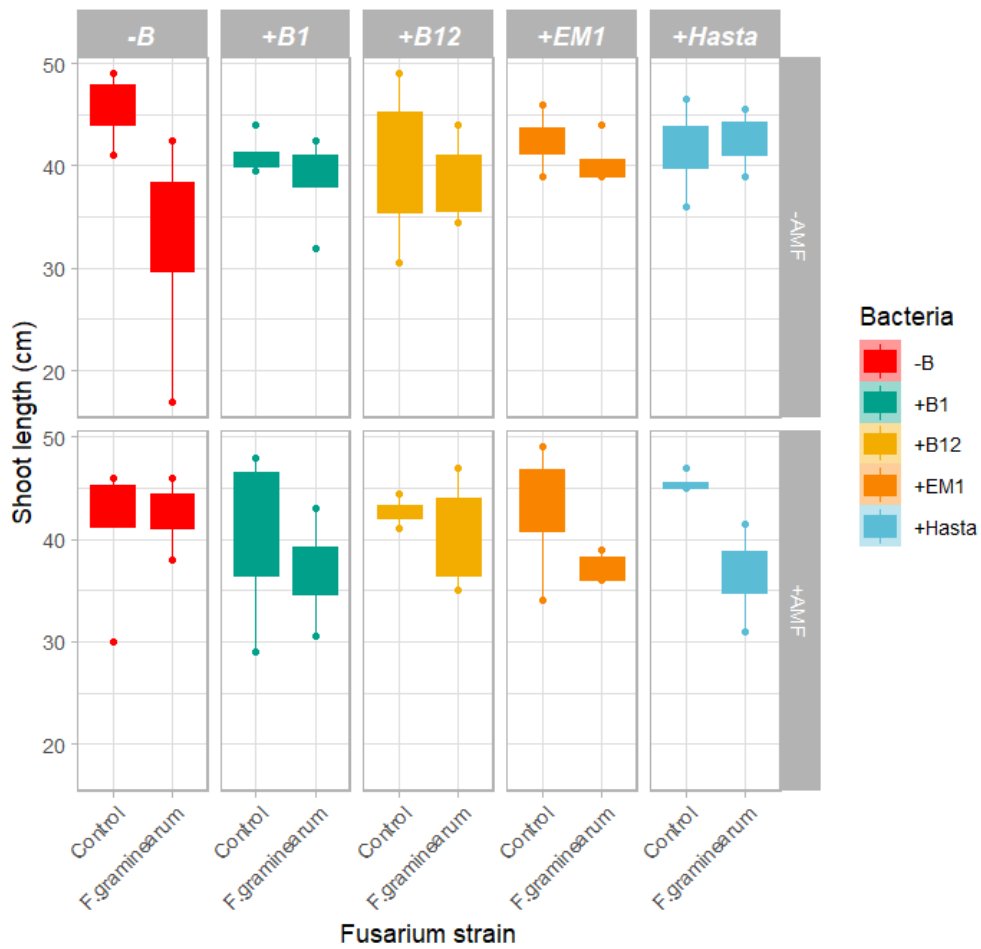 -B +B1 +B12 +EM1 +Hasta
50
40
30
20
-AMF
50
40
30
20
+AMF
Shoot length (cm)
Control F.graminearum Control F.graminearum Control F.graminearum Control F.graminearum Control F.graminearum
Fusarium strain
Bacteria
-B
+B1
+B12
+EM1
+Hasta